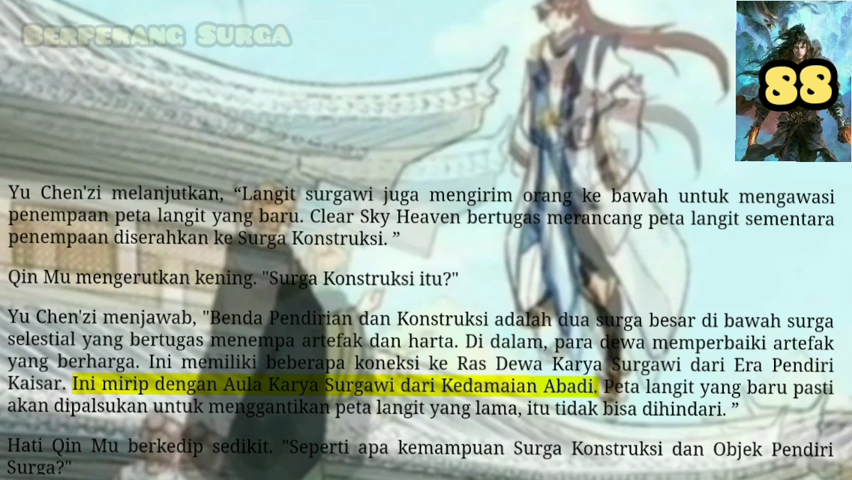 Berperang Surga
88
Yu Chen'zi melanjutkan, “Langit surgawi juga mengirim orang ke bawah untuk mengawasi
penempaan peta langit yang baru. Clear Sky Heaven bertugas merancang peta langit sementara
penempaan diserahkan ke Surga Konstruksi. ”
Qin Mu mengerutkan kening. "Surga Konstruksi itu?"
Yu Chen'zi menjawab, "Benda Pendirian dan Konstruksi adalah dua surga besar di bawah surga
selestial yang bertugas menempa artefak dan harta. Di dalam, para dewa memperbaiki artefak
yang berharga. Ini memiliki beberapa koneksi ke Ras Dewa Karya Surgawi dari Era Pendiri
Kaisar. Ini mirip dengan Aula Karya Surgawi dari Kedamaian Abadi. Peta langit yang baru pasti
akan dipalsukan untuk menggantikan peta langit yang lama, itu tidak bisa dihindari. ”
Hati Qin Mu berkedip sedikit. "Seperti apa kemampuan Surga Konstruksi dan Objek Pendiri
Surga?"